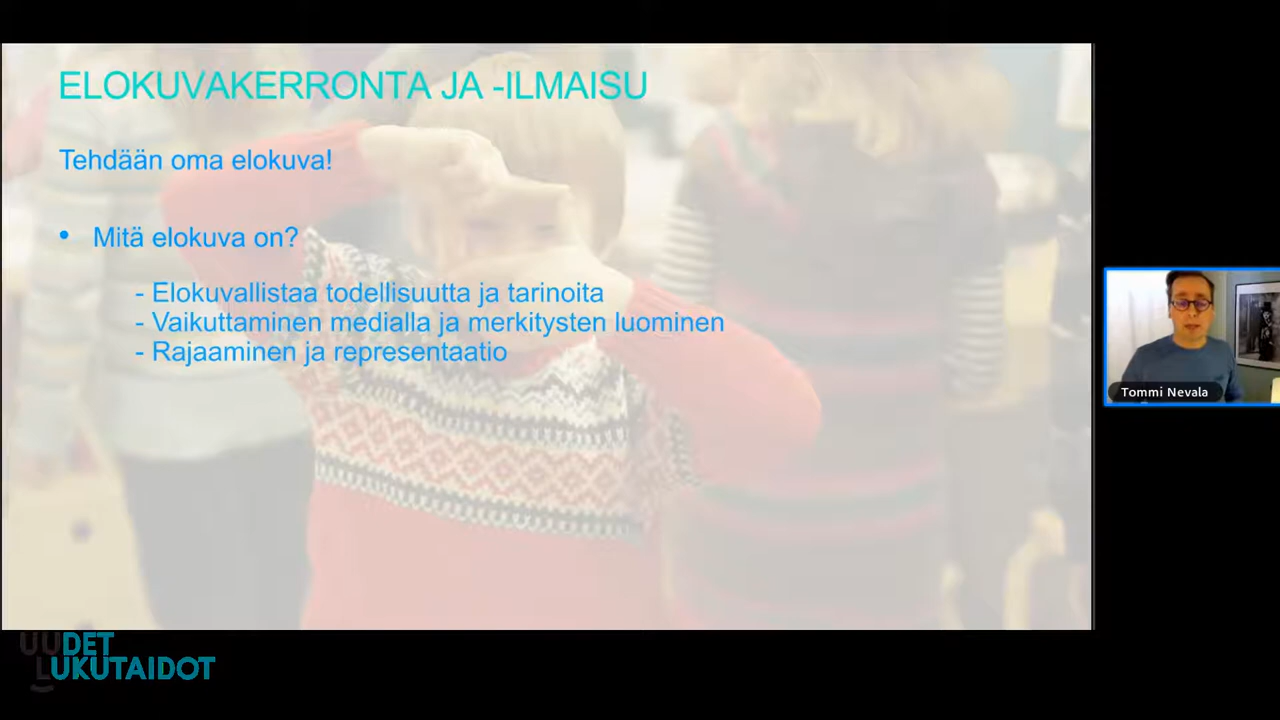 ELOKUVAKERRONTA JA -ILMAISU
Tehdään oma elokuva!
• Mitä elokuva on?
- Elokuvallistaa todellisuutta ja tarinoita
- Vaikuttaminen medialla ja merkitysten luominen
- Rajaaminen ja representaatio
Tommi Nevala
UUDET
LUKUTAIDOT